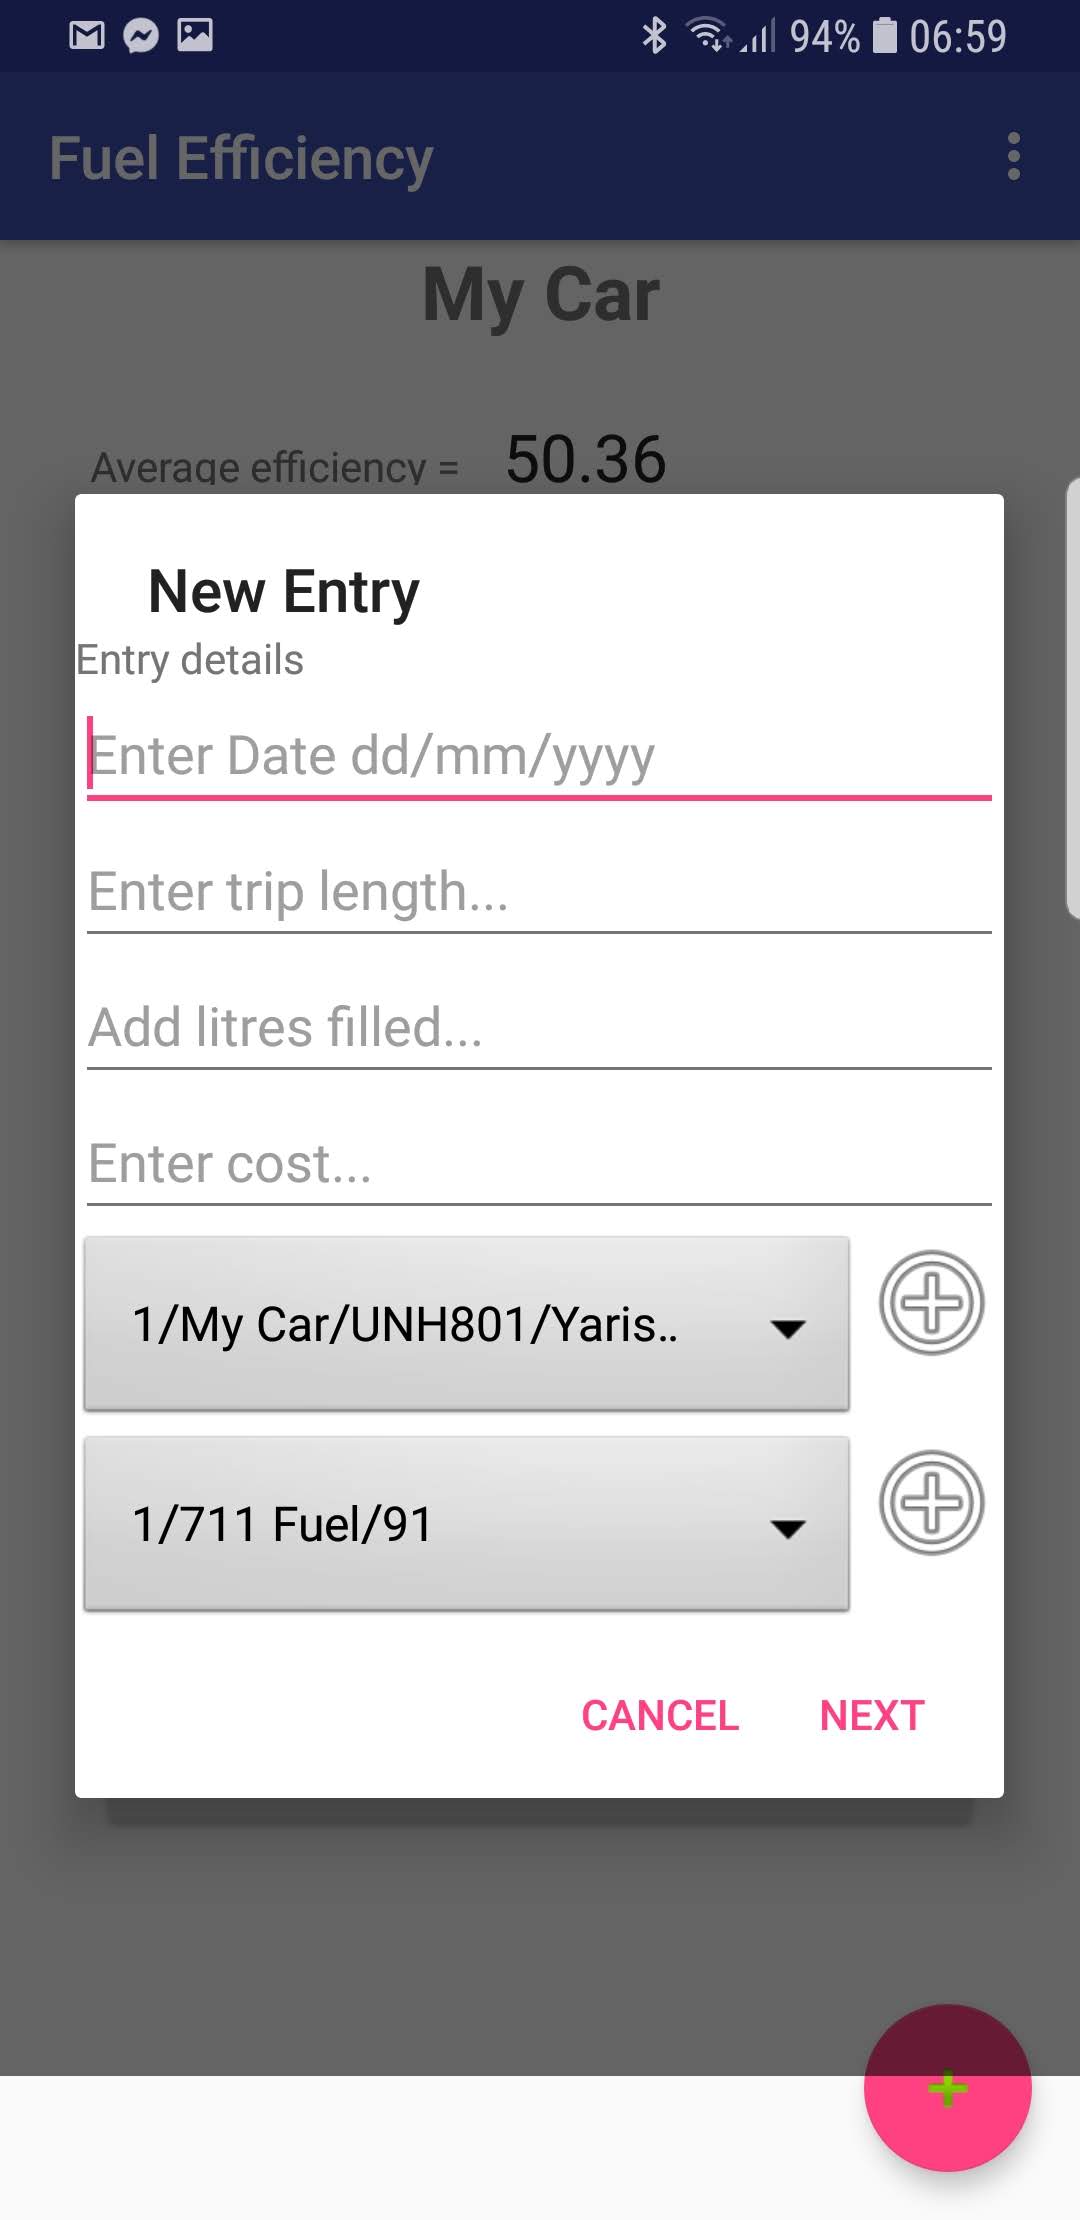 94% 06:59
Fuel Efficiency
My Car
Average efficiency = 50.36
New Entry
Entry details
Enter Date dd/mm/yyyy
Enter trip length...
Add litres filled...
Enter cost...
1/My Car/UNH801/Yaris..
1/711 Fuel/91
CANCEL NEXT